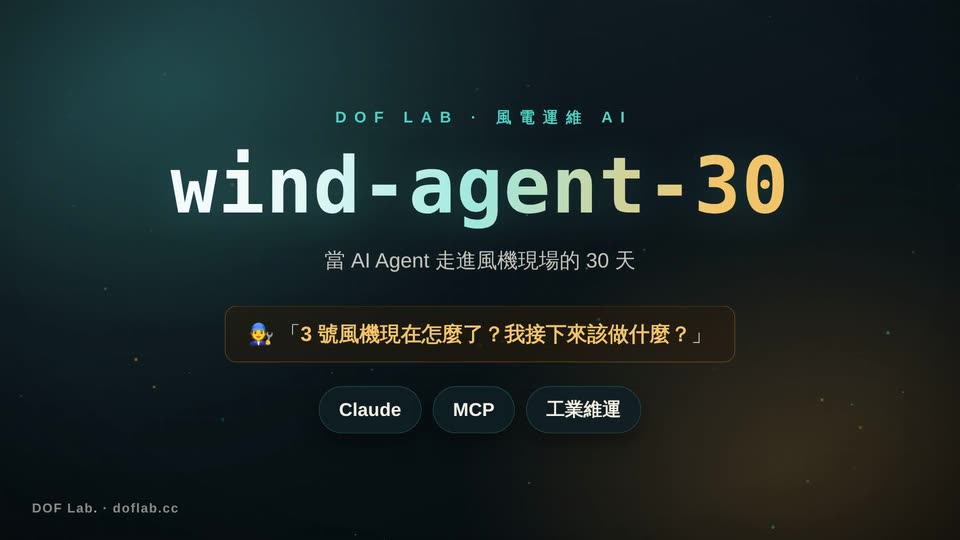 DOF LAB · 風電運維 AI
wind-agent-30
當 AI Agent 走進風機現場的 30 天
「3 號風機現在怎麼了？我接下來該做什麼？」
Claude MCP 工業維運
DOF Lab. · doflab.cc